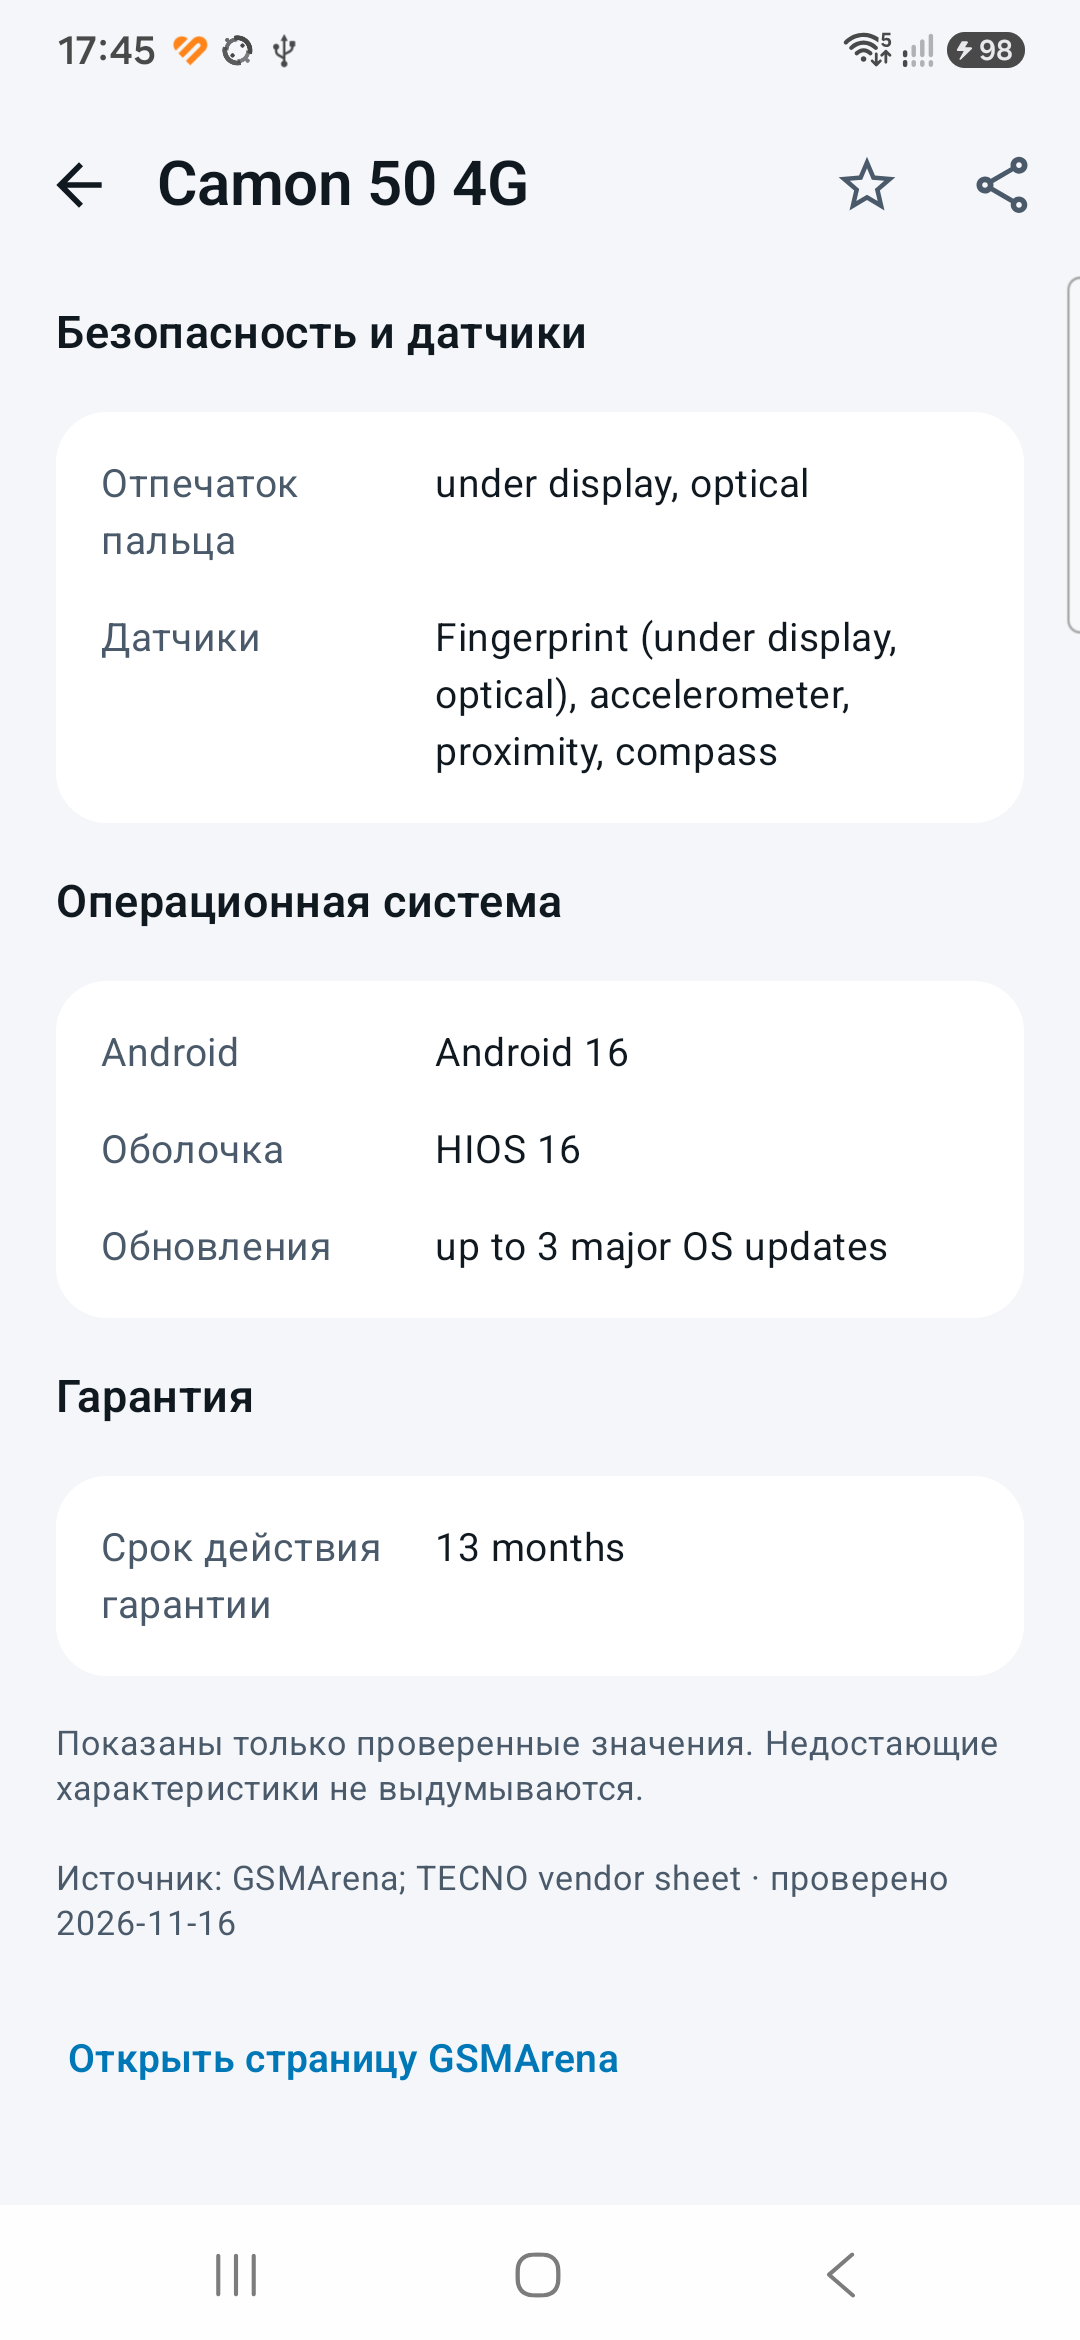 17:45
5
98
Camon 50 4G
Безопасность и датчики
Отпечаток
пальца
under display, optical
Датчики
Fingerprint (under display,
optical), accelerometer,
proximity, compass
Операционная система
Android
Android 16
Оболочка
HIOS 16
Обновления
up to 3 major OS updates
Гарантия
Срок действия
гарантии
13 months
Показаны только проверенные значения. Недостающие
характеристики не выдумываются.
Источник: GSMArena; TECNO vendor sheet · проверено
2026-11-16
Открыть страницу GSMArena